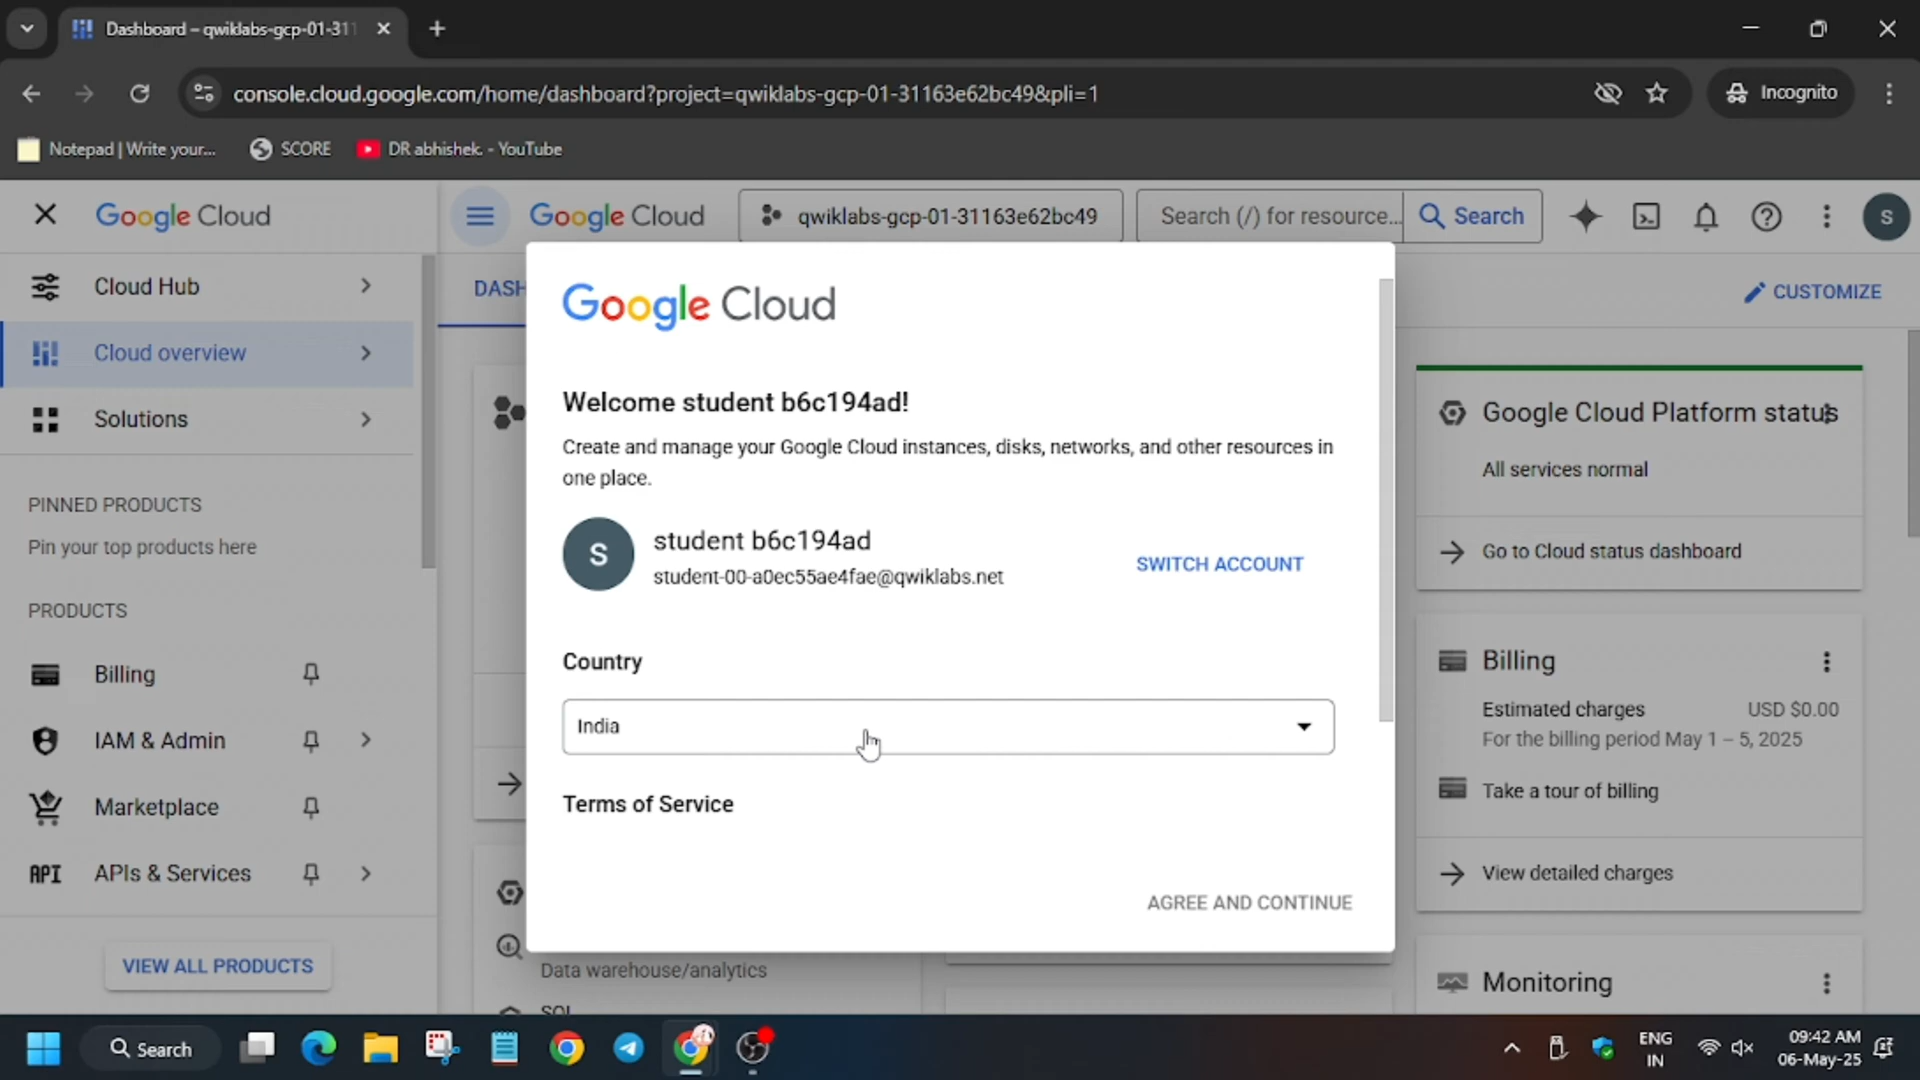 Dashboard – qwiklabs-gcp-01-311
console.cloud.google.com/home/dashboard?project=qwiklabs-gcp-01-31163e62bc49&pli=1
Incognito
Notepad | Write your...
SCORE
DR abhishek. - YouTube
Google Cloud
Google Cloud
qwiklabs-gcp-01-31163e62bc49
Search (/) for resource...
Search
S
Cloud Hub
Cloud overview
Solutions
PINNED PRODUCTS
Pin your top products here
PRODUCTS
Billing
IAM & Admin
Marketplace
API APIs & Services
VIEW ALL PRODUCTS
DASH
CUSTOMIZE
Google Cloud
Welcome student b6c194ad!
Create and manage your Google Cloud instances, disks, networks, and other resources in
one place.
S
student b6c194ad
student-00-a0ec55ae4fae@qwiklabs.net
SWITCH ACCOUNT
Country
India
Terms of Service
AGREE AND CONTINUE
Data warehouse/analytics
SQL
Google Cloud Platform status
All services normal
Go to Cloud status dashboard
Billing
Estimated charges USD $0.00
For the billing period May 1 – 5, 2025
Take a tour of billing
View detailed charges
Monitoring
Search
ENG
IN
09:42 AM
06-May-25